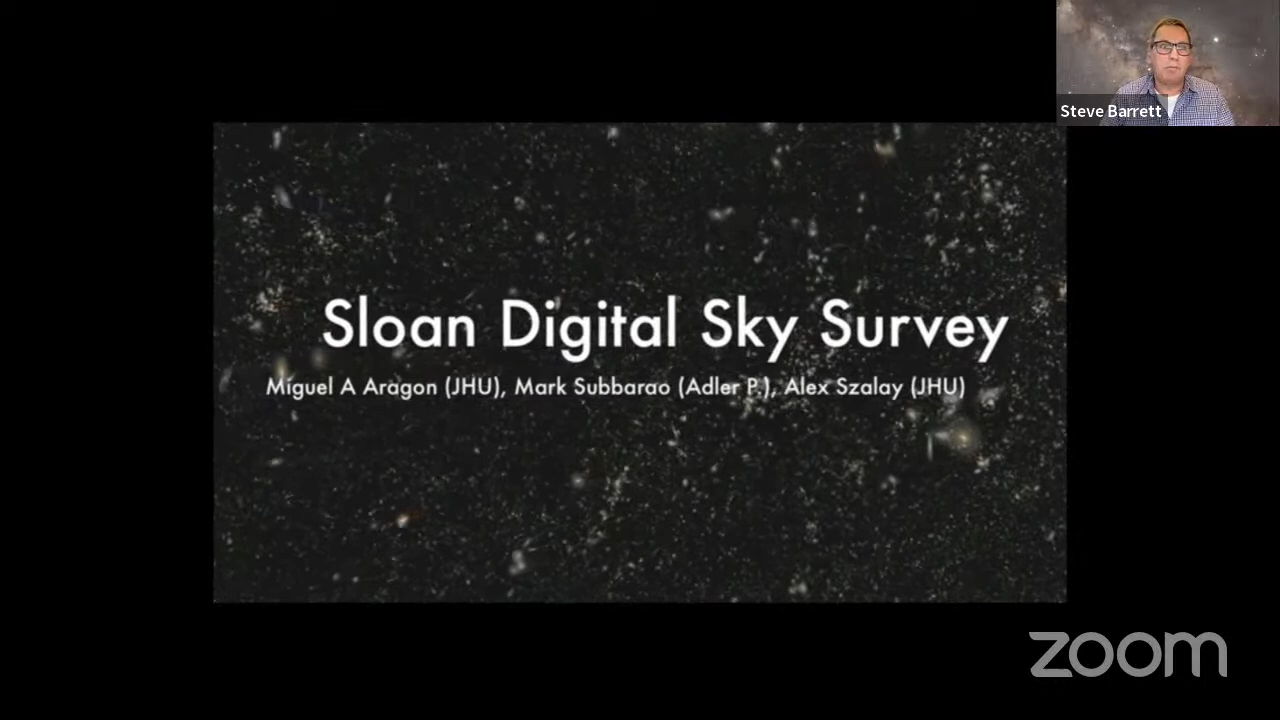 Steve Barrett
Sloan Digital Sky Survey
Miguel A Aragon (JHU), Mark Subbarao (Adler P.), Alex Szalay (JHU)
zoom